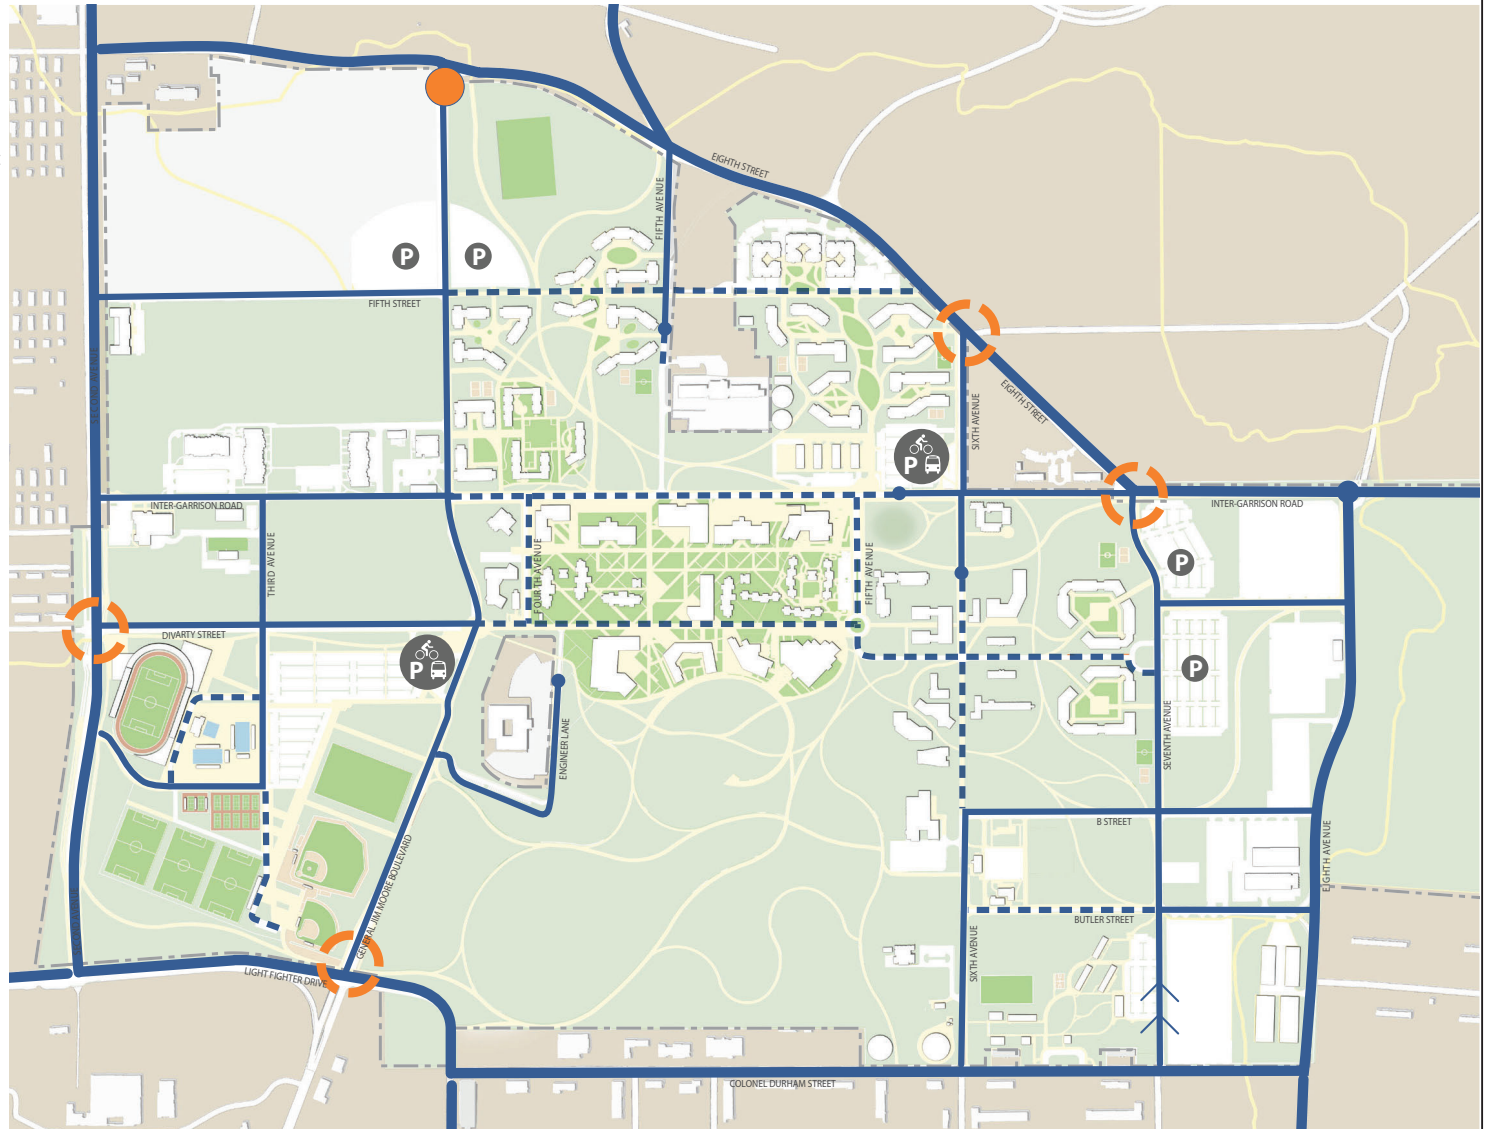 EIGHTH STREET
FIFTH AVENUE
P
P
FIFTH STREET
SECOND AVENUE
EIGHTH STREET
SIXTH AVENUE
P
INTER-GARRISON ROAD
INTER-GARRISON ROAD
THIRD AVENUE
FOURTH AVENUE
FIFTH AVENUE
P
DIVARTY STREET
P
P
SEVENTH AVENUE
ENGINEER LANE
B STREET
EIGHTH AVENUE
GENERAL JIM MOORE BOULEVARD
BUTLER STREET
SIXTH AVENUE
LIGHT FIGHTER DRIVE
COLONEL DURHAM STREET